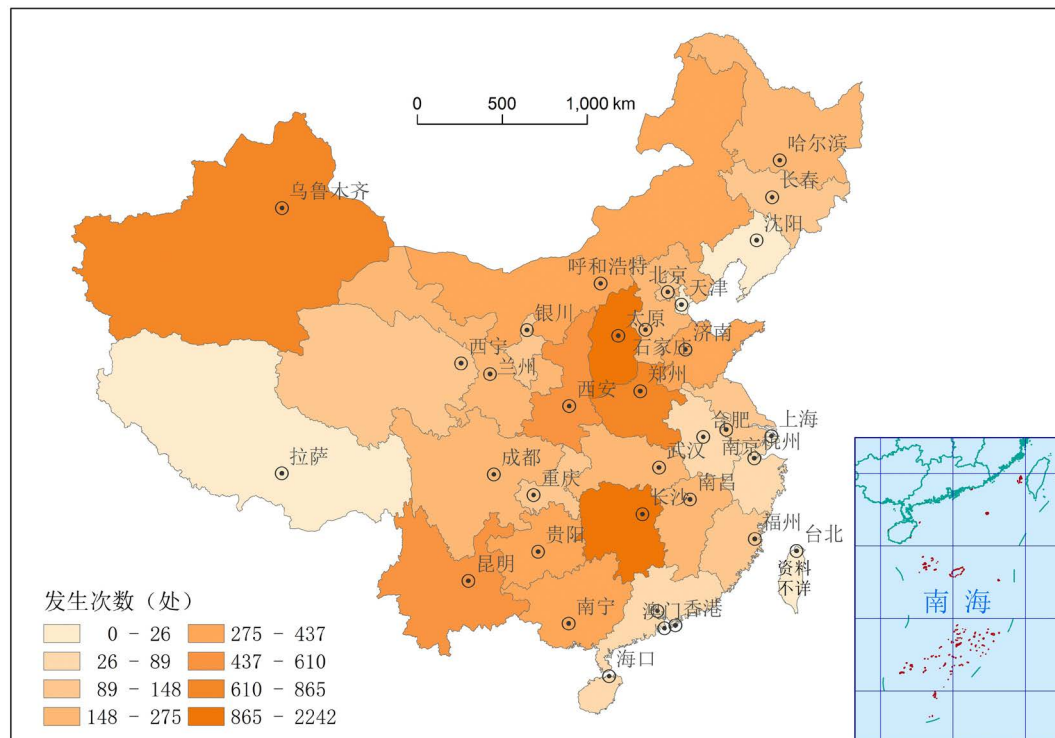 0 500 1,000 km
哈尔滨
长春
乌鲁木齐
沈阳
呼和浩特
北京
天津
银川
太原
济南
西宁
石家庄
兰州
郑州
西安
合肥
上海
南京
杭州
武汉
拉萨
成都
重庆
南昌
长沙
福州
台北
贵阳
资料
不详
昆明
南宁
澳门
香港
海口
南 海
发生次数（处）
0 - 26
26 - 89
89 - 148
148 - 275
275 - 437
437 - 610
610 - 865
865 - 2242